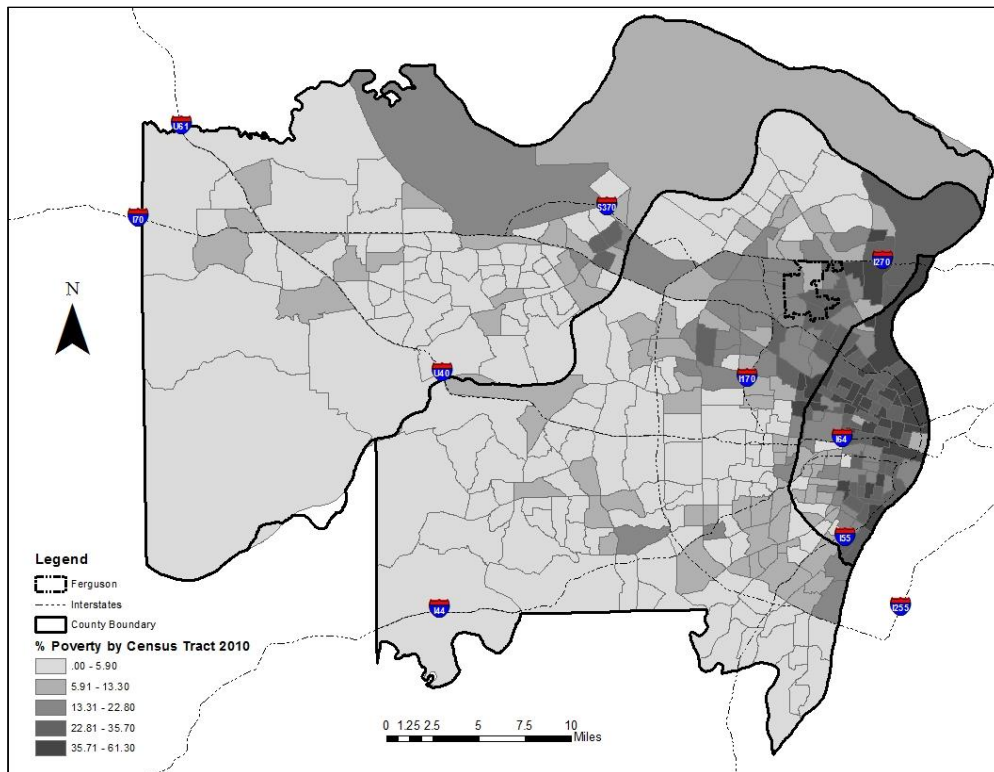 U61
I70
S370
I270
N
U40
I170
I64
I55
I44
I255
Legend
Ferguson
Interstates
County Boundary
% Poverty by Census Tract 2010
.00 - 5.90
5.91 - 13.30
13.31 - 22.80
22.81 - 35.70
35.71 - 61.30
0 1.25 2.5 5 7.5 10
Miles